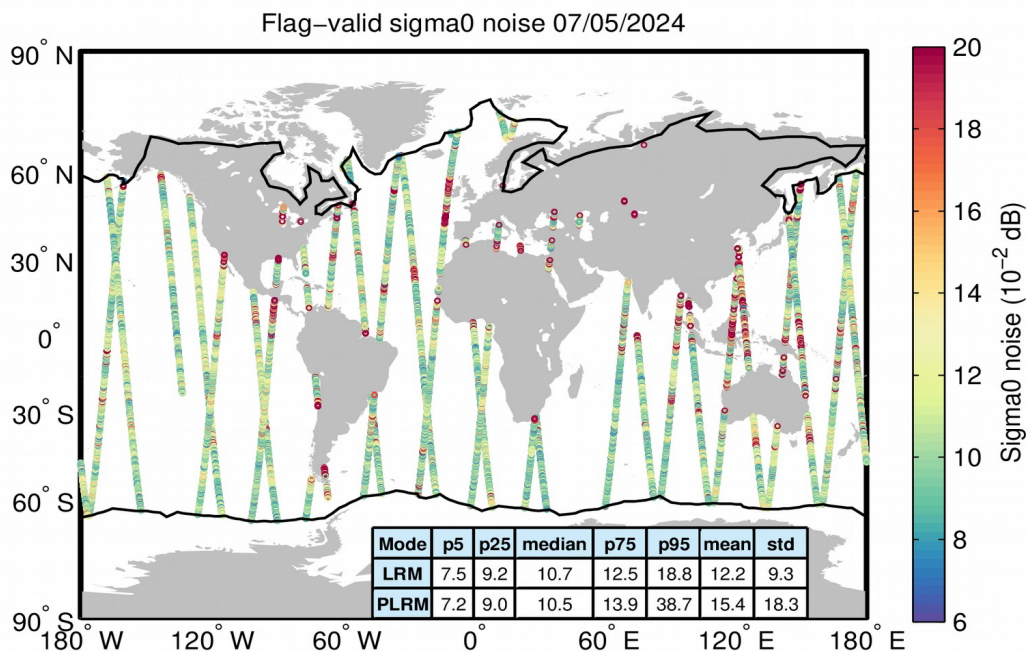 Flag−valid sigma0 noise 07/05/2024
90° N
60° N
30° N
0°
30° S
60° S
90° S
180° W
120° W
60° W
0°
60° E
120° E
180° E
Mode p5 p25 median p75 p95 mean std
LRM 7.5 9.2 10.7 12.5 18.8 12.2 9.3
PLRM 7.2 9.0 10.5 13.9 38.7 15.4 18.3
20
18
16
14
12
10
8
6
Sigma0 noise (10⁻² dB)